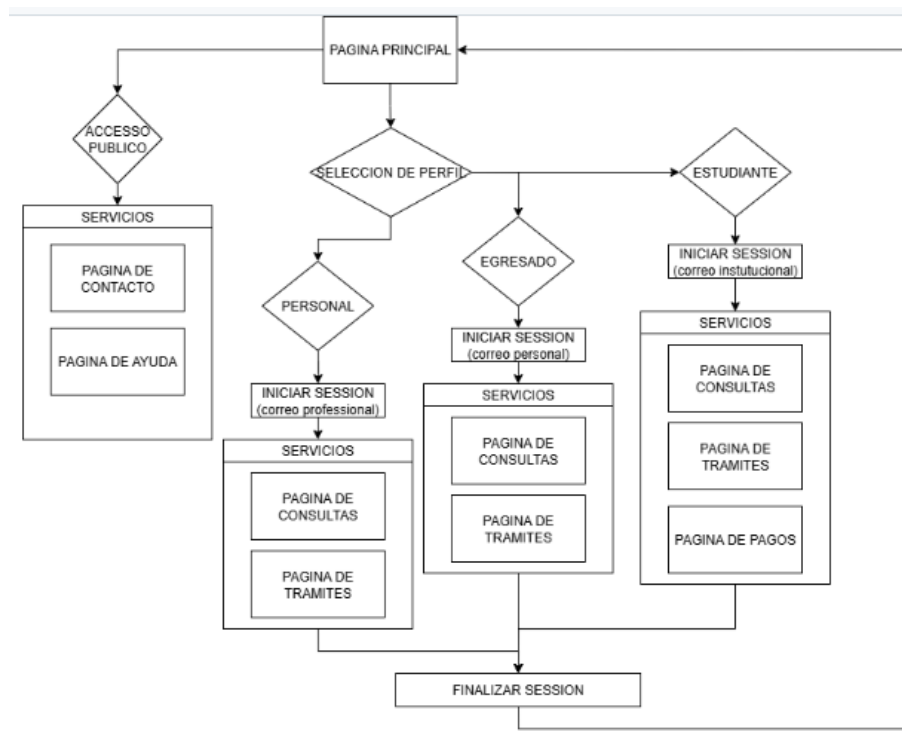 PAGINA PRINCIPAL
ACCESO
PUBLICO
SELECCION DE PERFIL
ESTUDIANTE
SERVICIOS
PAGINA DE
CONTACTO
PAGINA DE AYUDA
PERSONAL
INICIAR SESSION
(correo professional)
SERVICIOS
PAGINA DE
CONSULTAS
PAGINA DE
TRAMITES
EGRESADO
INICIAR SESSION
(correo personal)
SERVICIOS
PAGINA DE
CONSULTAS
PAGINA DE
TRAMITES
INICIAR SESSION
(correo instutucional)
SERVICIOS
PAGINA DE
CONSULTAS
PAGINA DE
TRAMITES
PAGINA DE PAGOS
FINALIZAR SESSION